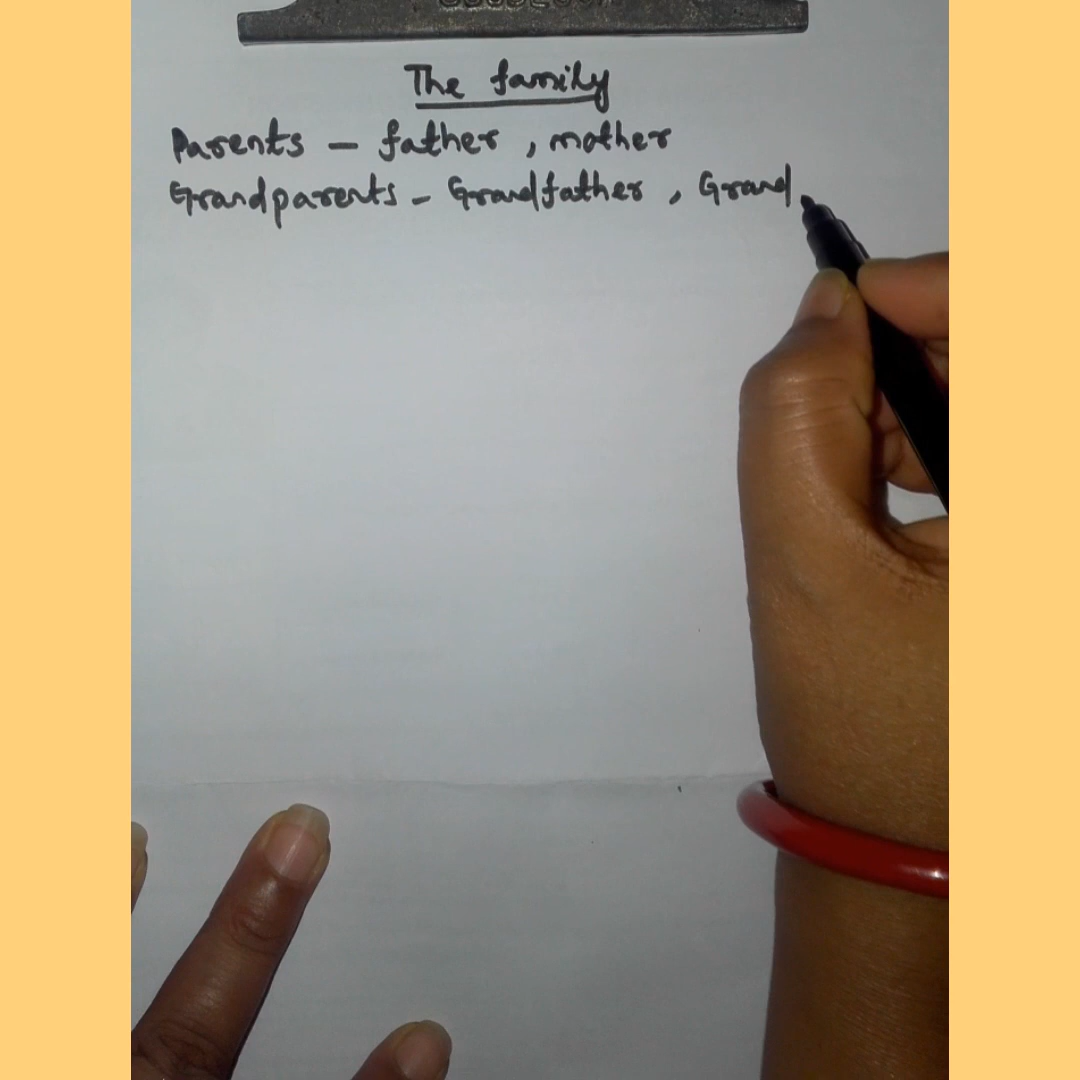 The family
Parents - father, mother
Grandparents - Grandfather, Grand